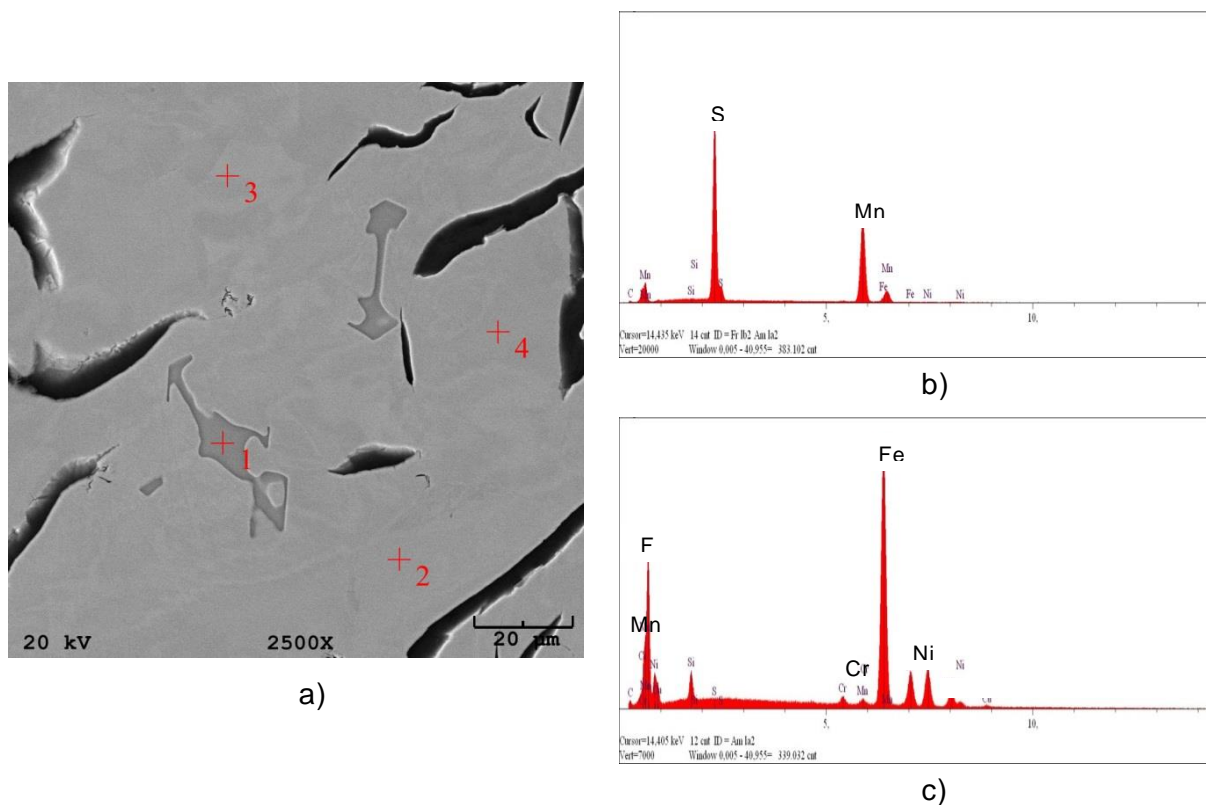 3
4
1
2
20 kV 2500X 20 µm
a)
S
Mn
Si
Mn
Mn
Si
S
C
Fe
Fe
Ni
Ni
5,
10,
Cursor=14,435 keV 14 cnt ID = Fr lb2 Am la2
Vert=20000 Window 0,005 - 40,955= 383,102 cnt
b)
Fe
F
Mn
Cr
Ni
Ni
Si
Ni
Cr
Mn
C
S
5,
10,
Cursor=14,405 keV 12 cnt ID = Am la2
Vert=7000 Window 0,005 - 40,955= 339,032 cnt
c)